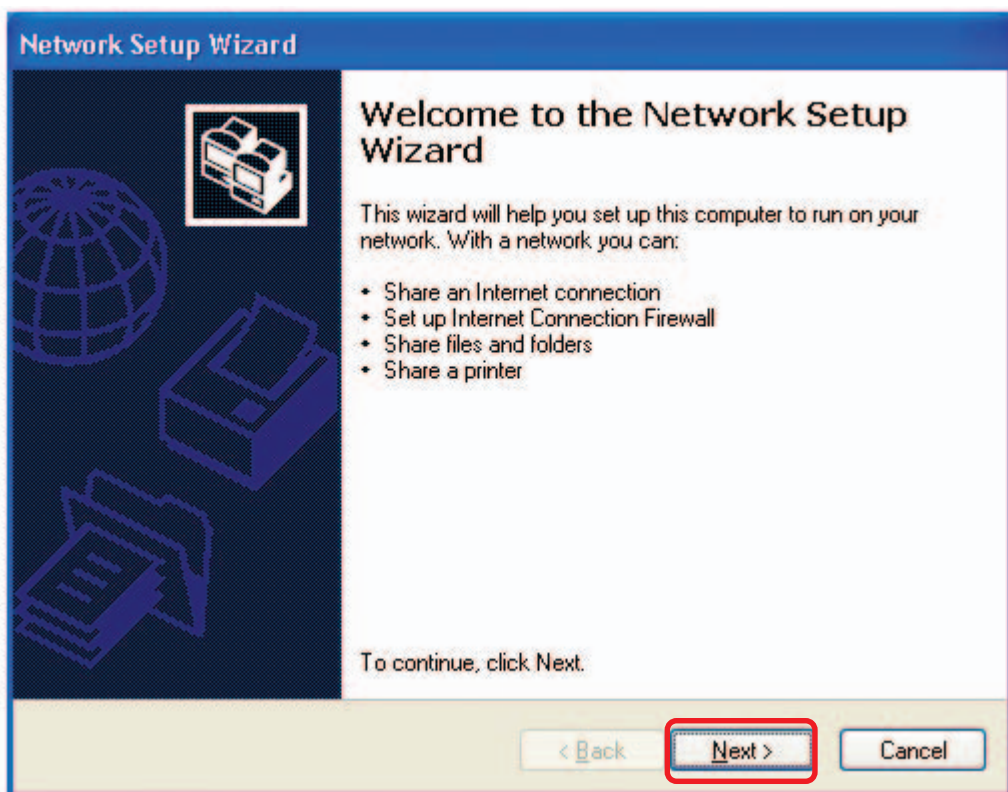 Network Setup Wizard
Welcome to the Network Setup
Wizard
This wizard will help you set up this computer to run on your
network. With a network you can:
• Share an Internet connection
• Set up Internet Connection Firewall
• Share files and folders
• Share a printer
To continue, click Next.
< Back Next > Cancel